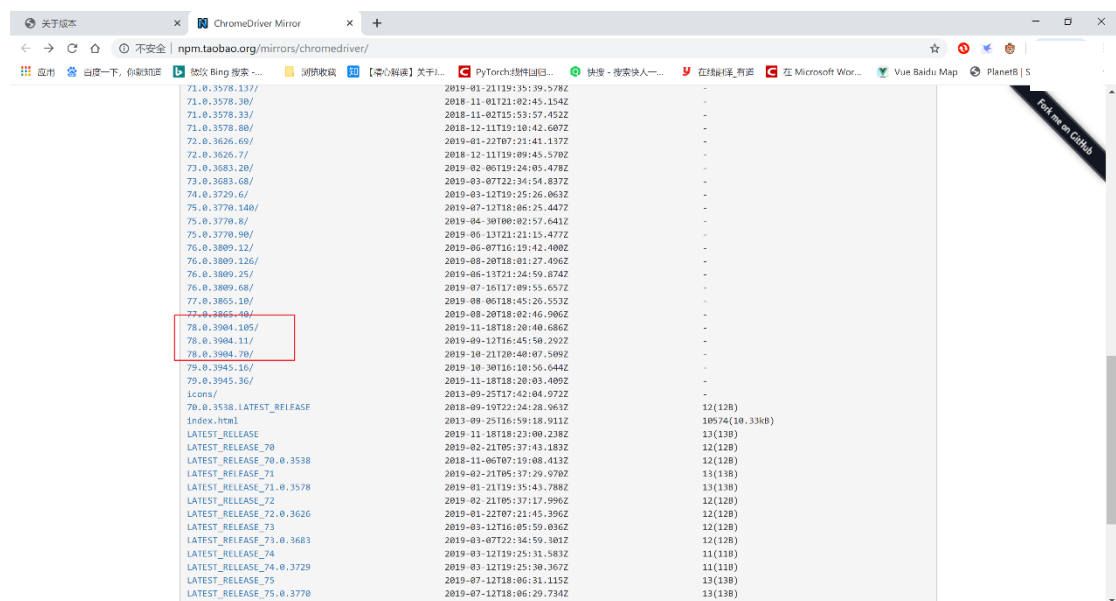 关于版本 ChromeDriver Mirror
不安全 | npm.taobao.org/mirrors/chromedriver/
应用 百度一下，你就知道 微软 Bing 搜索 -... 浏览收藏 【清心解读】关于J... PyTorch:线性回归... 快搜 - 搜索快人一... 在线翻译_有道 在 Microsoft Wor... Vue Baidu Map PlanetB | S
71.0.3578.137/ 2019-01-21T19:35:39.578Z -
71.0.3578.30/ 2018-11-01T21:02:45.154Z -
71.0.3578.33/ 2018-11-02T15:53:57.452Z -
71.0.3578.80/ 2018-12-11T19:10:42.607Z -
72.0.3626.69/ 2019-01-22T07:21:41.137Z -
72.0.3626.7/ 2018-12-11T19:09:45.570Z -
73.0.3683.20/ 2019-02-06T19:24:05.478Z -
73.0.3683.68/ 2019-03-07T22:34:54.837Z -
74.0.3729.6/ 2019-03-12T19:25:26.063Z -
75.0.3770.140/ 2019-07-12T18:06:25.447Z -
75.0.3770.8/ 2019-04-30T00:02:57.641Z -
75.0.3770.90/ 2019-06-13T21:21:15.477Z -
76.0.3809.12/ 2019-06-07T16:19:42.400Z -
76.0.3809.126/ 2019-08-20T18:01:27.496Z -
76.0.3809.25/ 2019-06-13T21:24:59.874Z -
76.0.3809.68/ 2019-07-16T17:09:55.657Z -
77.0.3865.10/ 2019-08-06T18:45:26.553Z -
77.0.3865.40/ 2019-08-20T18:02:46.906Z -
78.0.3904.105/ 2019-11-18T18:20:40.686Z -
78.0.3904.11/ 2019-09-12T16:45:50.292Z -
78.0.3904.70/ 2019-10-21T20:40:07.509Z -
79.0.3945.16/ 2019-10-30T16:10:56.644Z -
79.0.3945.36/ 2019-11-18T18:20:03.409Z -
icons/ 2013-09-25T17:42:04.972Z -
70.0.3538.LATEST_RELEASE 2018-09-19T22:24:28.963Z 12(12B)
index.html 2013-09-25T16:59:18.911Z 10574(10.33kB)
LATEST_RELEASE 2019-11-18T18:23:00.238Z 13(13B)
LATEST_RELEASE_70 2019-02-21T05:37:43.183Z 12(12B)
LATEST_RELEASE_70.0.3538 2018-11-06T07:19:08.413Z 12(12B)
LATEST_RELEASE_71 2019-02-21T05:37:29.970Z 13(13B)
LATEST_RELEASE_71.0.3578 2019-01-21T19:35:43.788Z 13(13B)
LATEST_RELEASE_72 2019-02-21T05:37:17.996Z 12(12B)
LATEST_RELEASE_72.0.3626 2019-01-22T07:21:45.396Z 12(12B)
LATEST_RELEASE_73 2019-03-12T16:05:59.036Z 12(12B)
LATEST_RELEASE_73.0.3683 2019-03-07T22:34:59.301Z 12(12B)
LATEST_RELEASE_74 2019-03-12T19:25:31.583Z 11(11B)
LATEST_RELEASE_74.0.3729 2019-03-12T19:25:30.367Z 11(11B)
LATEST_RELEASE_75 2019-07-12T18:06:31.115Z 13(13B)
LATEST_RELEASE_75.0.3770 2019-07-12T18:06:29.734Z 13(13B)
Fork me on GitHub